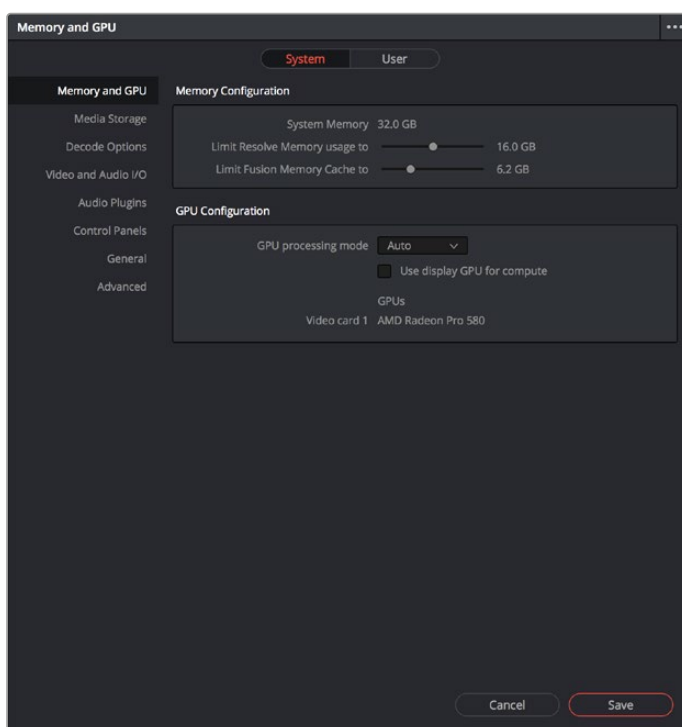 Memory and GPU
System User
Memory and GPU
Media Storage
Decode Options
Video and Audio I/O
Audio Plugins
Control Panels
General
Advanced
Memory Configuration
System Memory 32.0 GB
Limit Resolve Memory usage to 16.0 GB
Limit Fusion Memory Cache to 6.2 GB
GPU Configuration
GPU processing mode Auto
Use display GPU for compute
GPUs
Video card 1 AMD Radeon Pro 580
Cancel Save